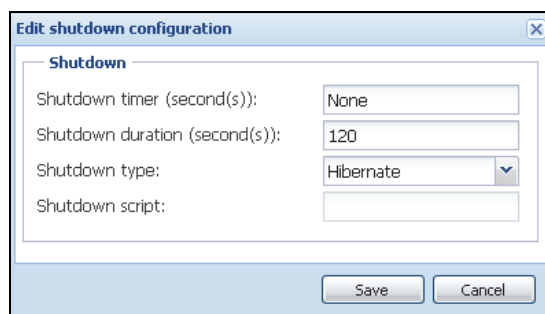 Edit shutdown configuration
Shutdown
Shutdown timer (second(s)): None
Shutdown duration (second(s)): 120
Shutdown type: Hibernate
Shutdown script:
Save Cancel